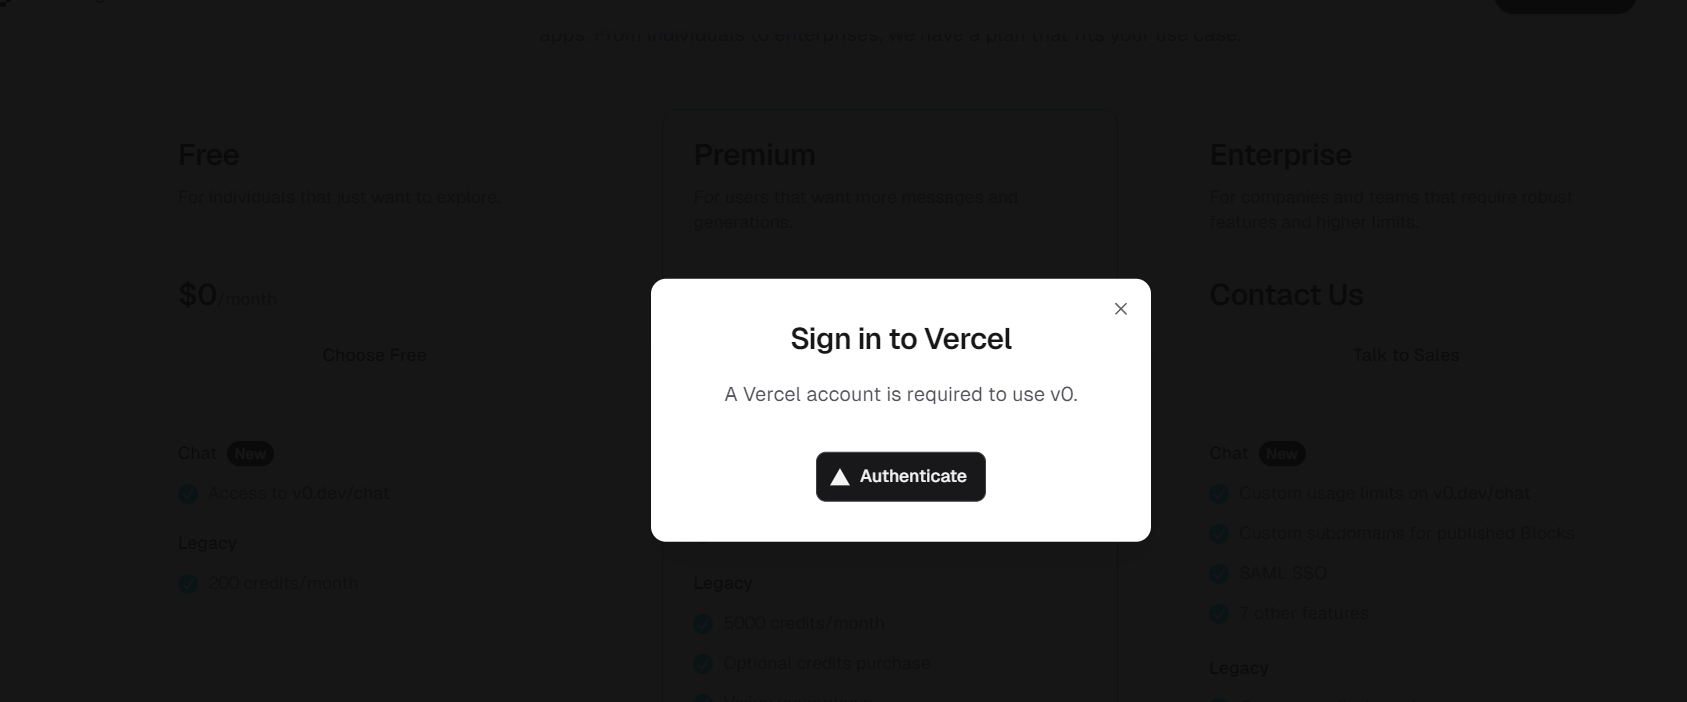 apps. From individuals to enterprises, we have a plan that fits your use case.
Free
For individuals that just want to explore.
$0/month
Choose Free
Chat New
Access to v0.dev/chat
Legacy
200 credits/month
Premium
For users that want more messages and
generations.
Legacy
5000 credits/month
Optional credits purchase
Enterprise
For companies and teams that require robust
features and higher limits.
Contact Us
Talk to Sales
Chat New
Custom usage limits on v0.dev/chat
Custom subdomains for published Blocks
SAML SSO
7 other features
Legacy
Sign in to Vercel
A Vercel account is required to use v0.
Authenticate